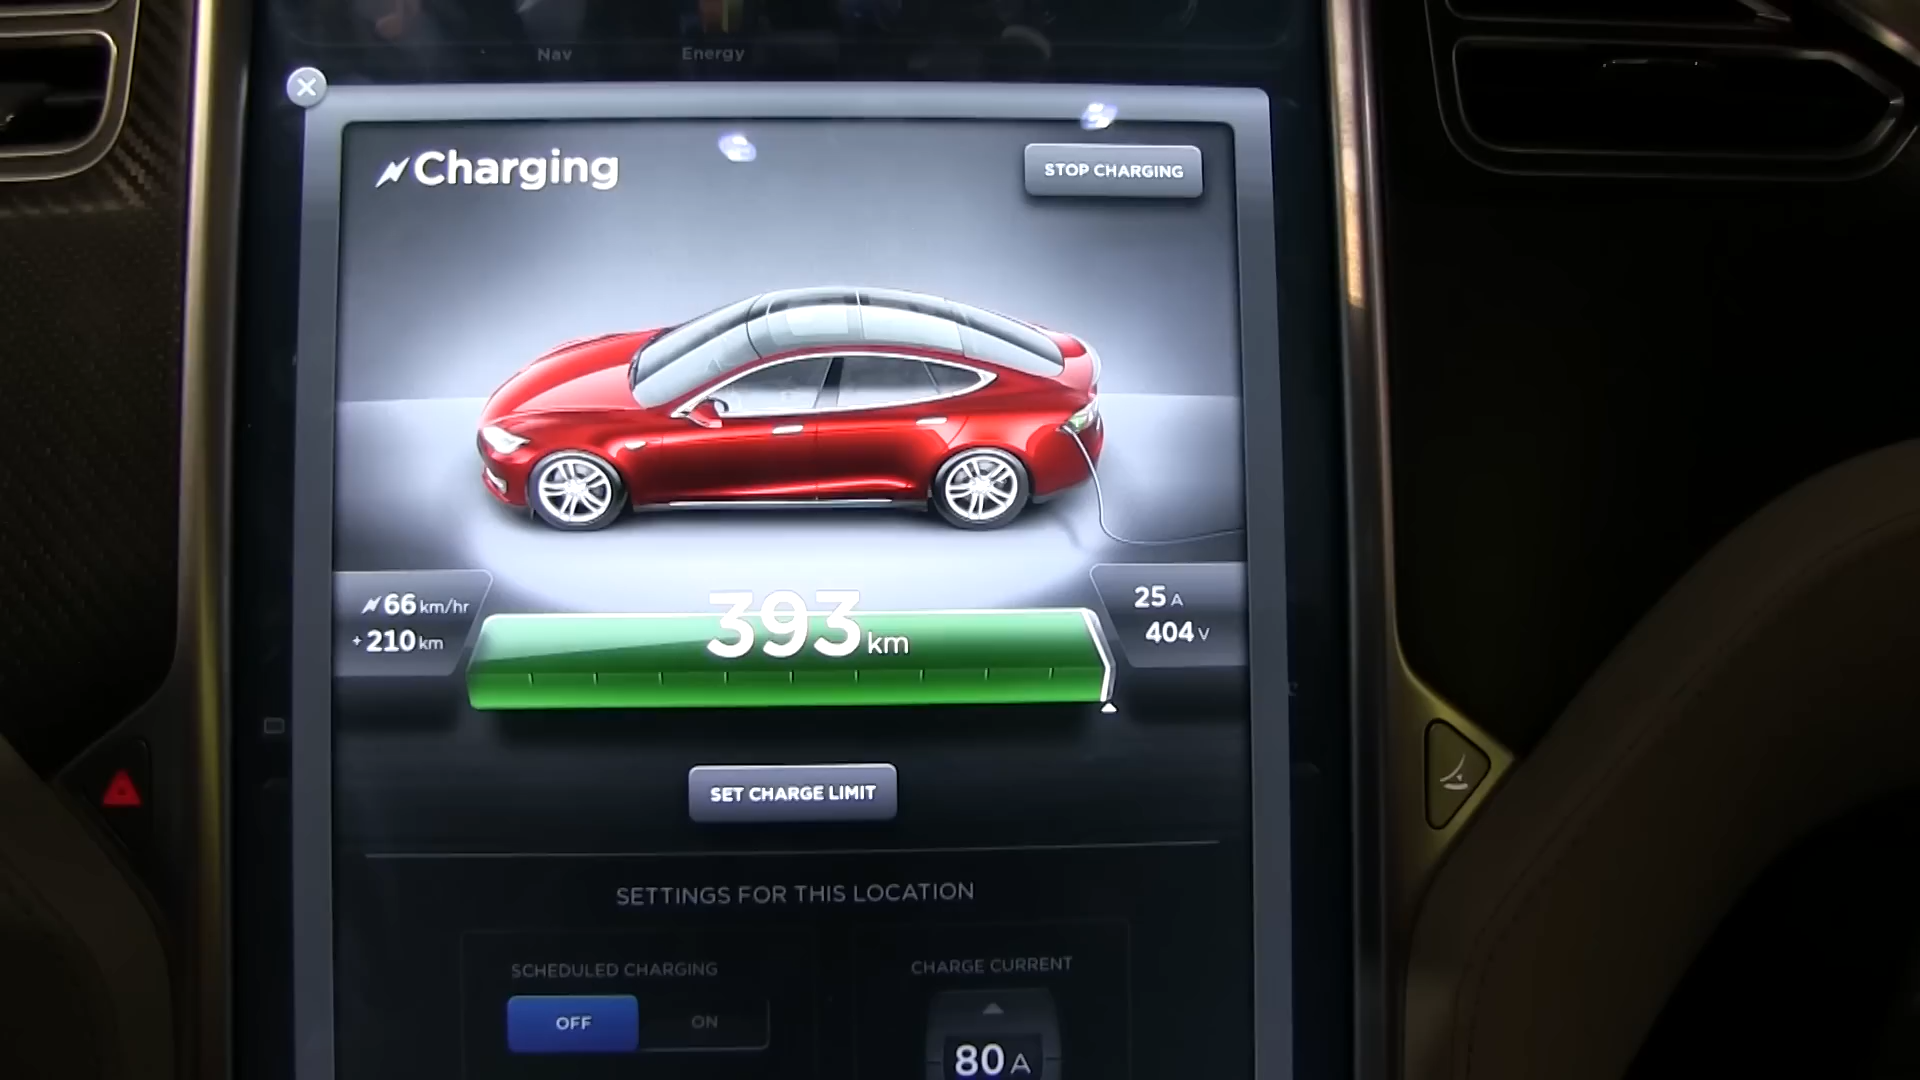 Nav
Energy
Charging
STOP CHARGING
66 km/hr
+ 210 km
393 km
25 A
404 V
SET CHARGE LIMIT
SETTINGS FOR THIS LOCATION
SCHEDULED CHARGING
OFF
ON
CHARGE CURRENT
80 A